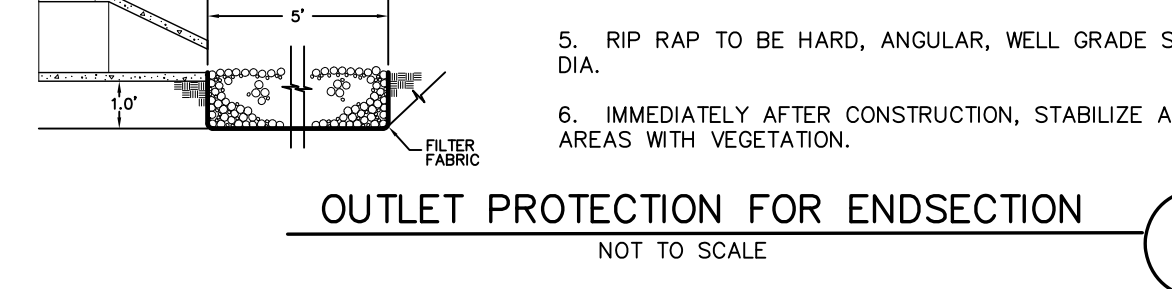 5'
1.0'
FILTER
FABRIC
5. RIP RAP TO BE HARD, ANGULAR, WELL GRADE
DIA.
6. IMMEDIATELY AFTER CONSTRUCTION, STABILIZE
AREAS WITH VEGETATION.
OUTLET PROTECTION FOR ENDSECTION
NOT TO SCALE